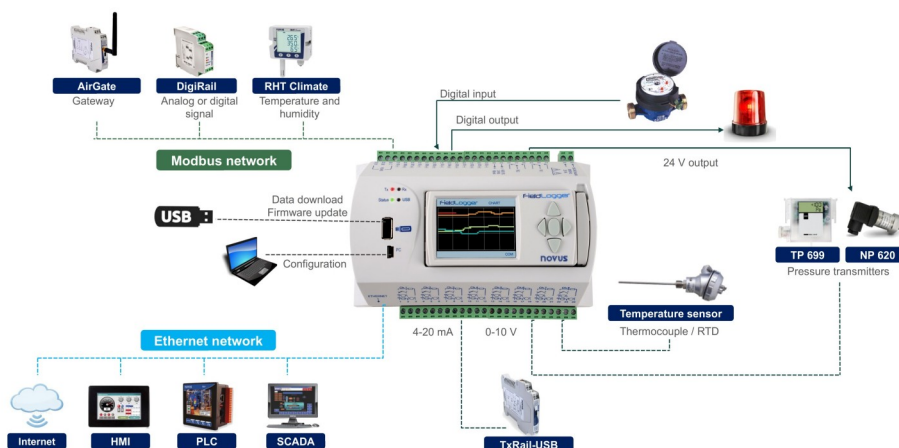 AirGate
Gateway
DigiRail
Analog or digital
signal
RHT Climate
Temperature and
humidity
Modbus network
Digital input
Digital output
24 V output
USB
Data download
Firmware update
Configuration
FieldLogger
FieldLogger
novus
TP 699
NP 620
Pressure transmitters
Temperature sensor
Thermocouple / RTD
4-20 mA
0-10 V
Ethernet network
Internet
HMI
PLC
SCADA
TxRail-USB